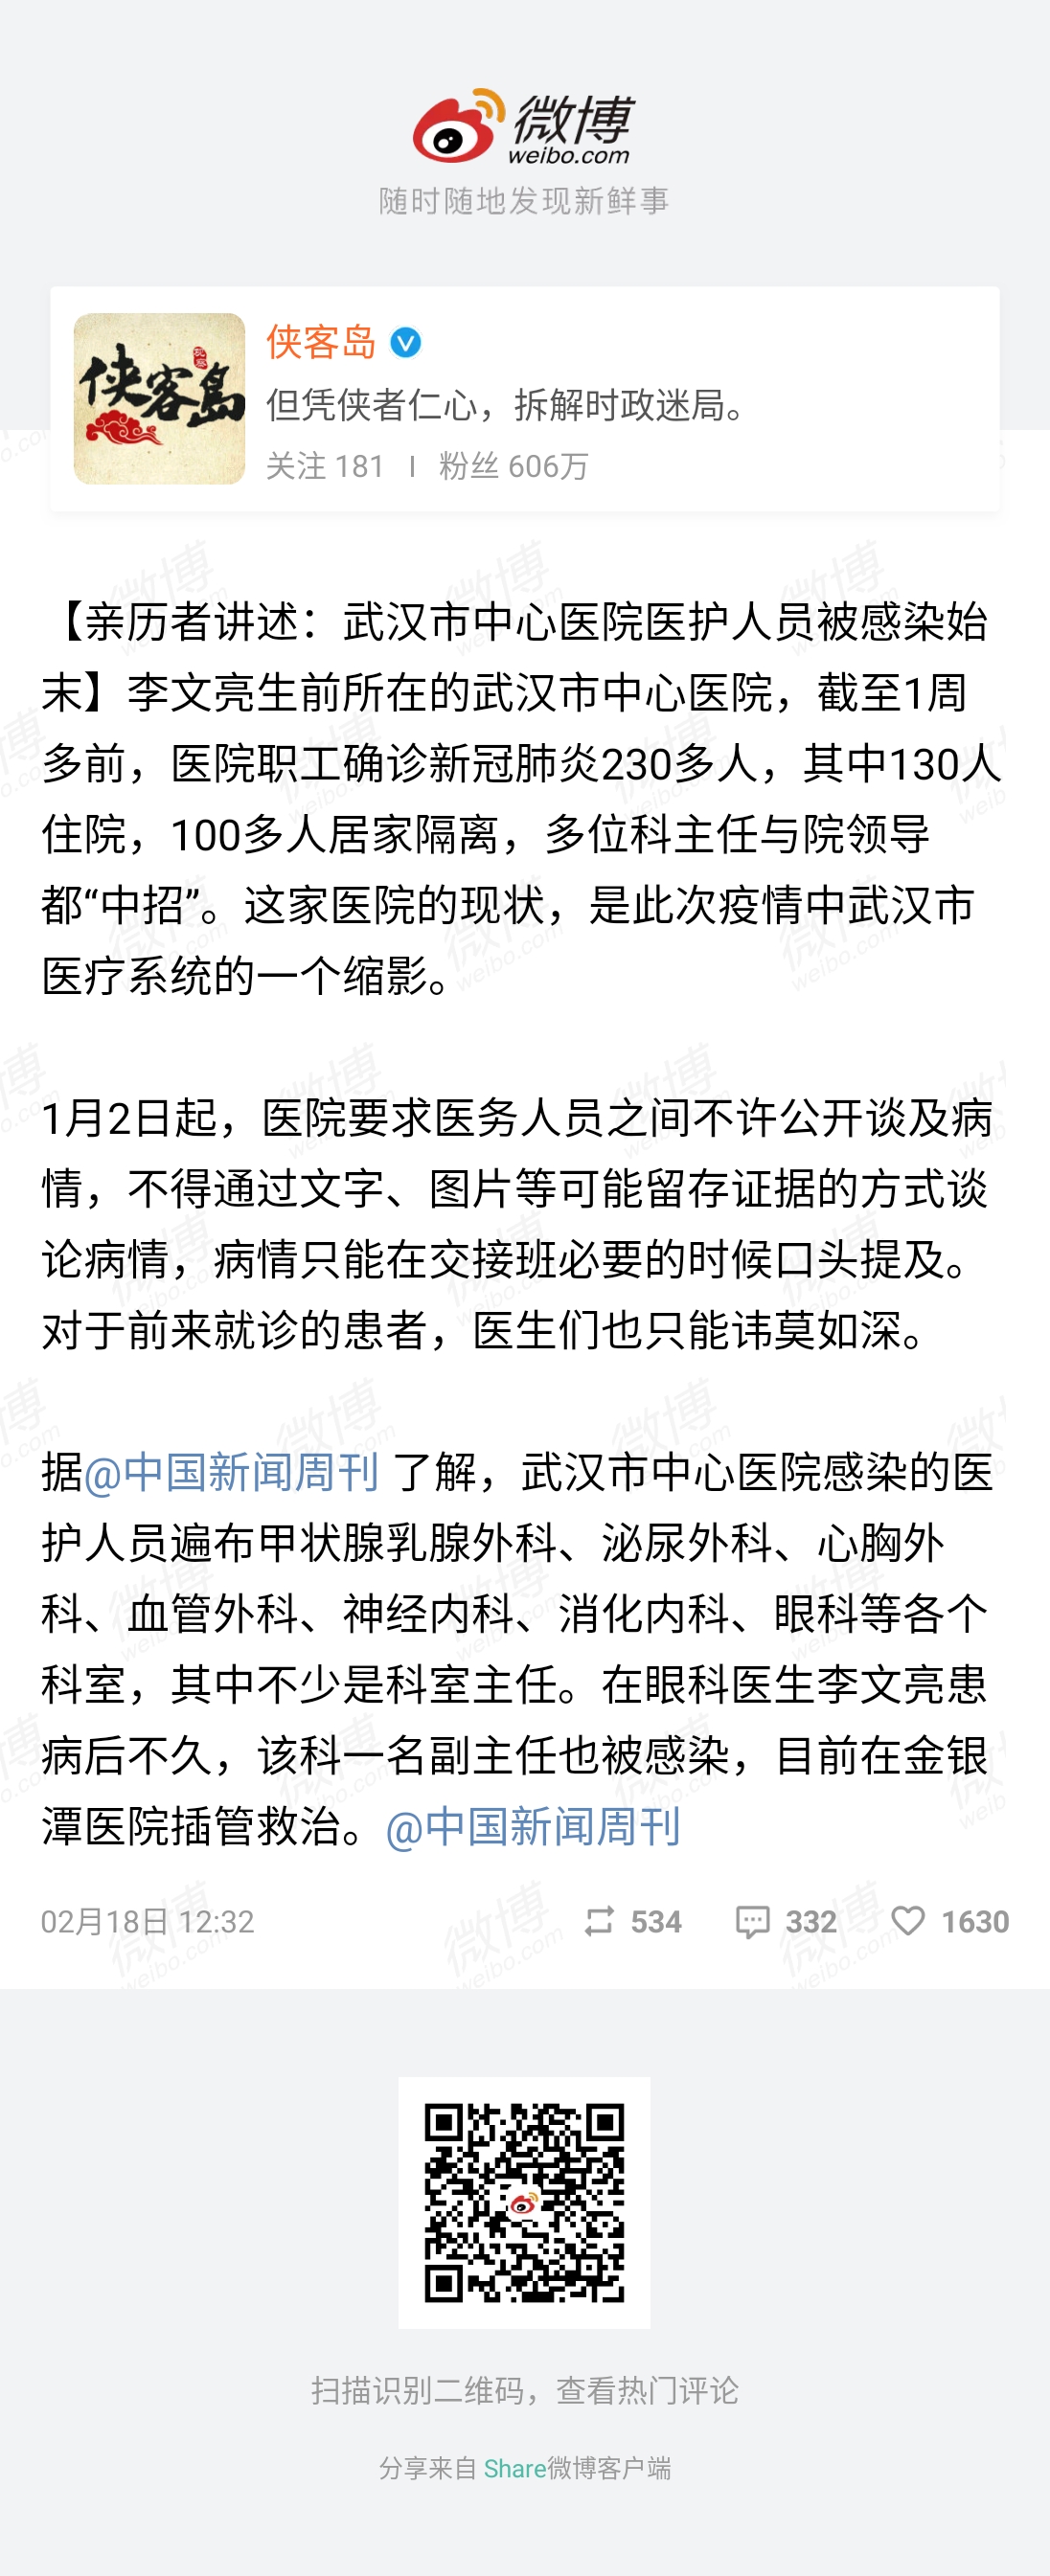 微博
weibo.com
随时随地发现新鲜事
侠客岛
侠客島
但凭侠者仁心，拆解时政迷局。
关注 181 | 粉丝 606万
【亲历者讲述：武汉市中心医院医护人员被感染始
末】李文亮生前所在的武汉市中心医院，截至1周
多前，医院职工确诊新冠肺炎230多人，其中130人
住院，100多人居家隔离，多位科主任与院领导
都“中招”。这家医院的现状，是此次疫情中武汉市
医疗系统的一个缩影。
1月2日起，医院要求医务人员之间不许公开谈及病
情，不得通过文字、图片等可能留存证据的方式谈
论病情，病情只能在交接班必要的时候口头提及。
对于前来就诊的患者，医生们也只能讳莫如深。
据@中国新闻周刊 了解，武汉市中心医院感染的医
护人员遍布甲状腺乳腺外科、泌尿外科、心胸外
科、血管外科、神经内科、消化内科、眼科等各个
科室，其中不少是科室主任。在眼科医生李文亮患
病后不久，该科一名副主任也被感染，目前在金银
潭医院插管救治。@中国新闻周刊
02月18日 12:32 534 332 1630
扫描识别二维码，查看热门评论
分享来自 Share微博客户端